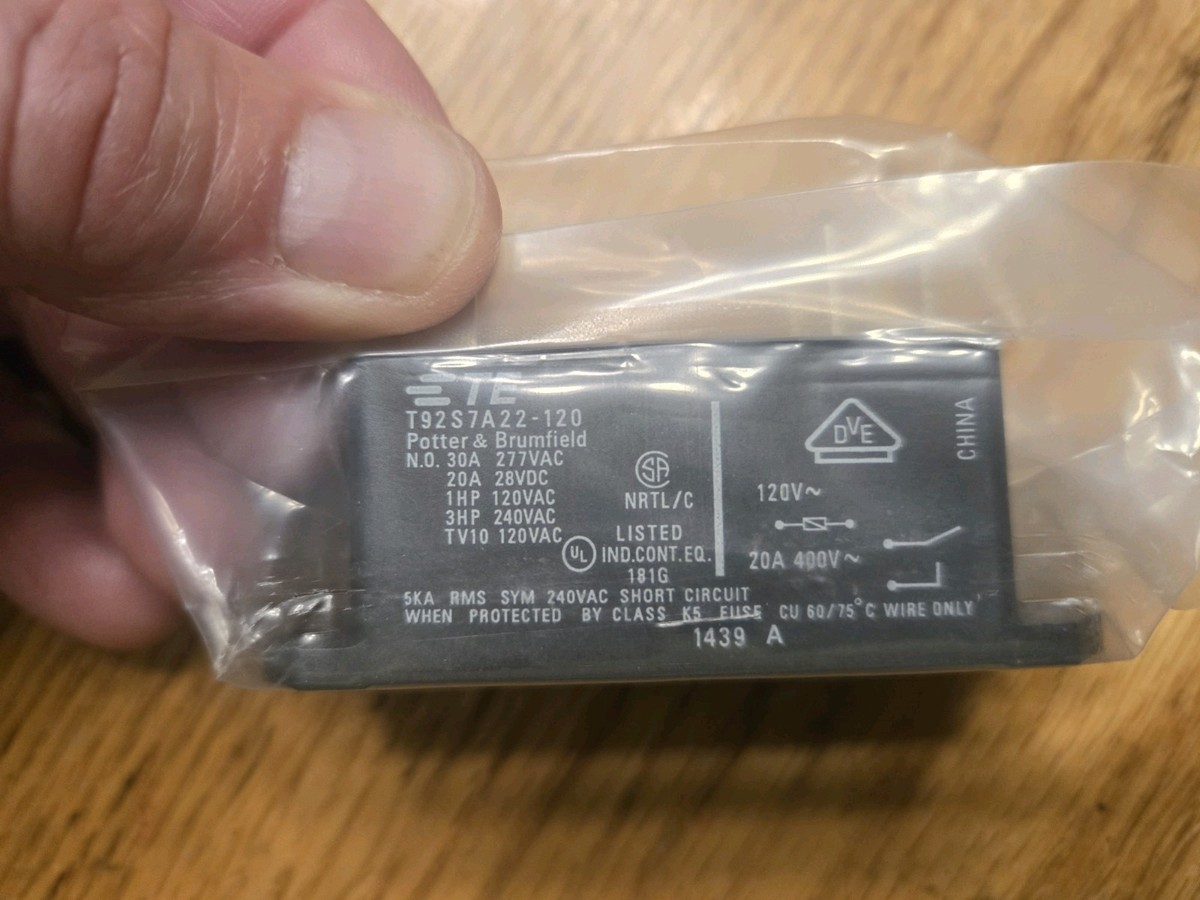 TE
T92S7A22-120
Potter & Brumfield
N.O. 30A 277VAC
20A 28VDC
1HP 120VAC
3HP 240VAC
TV10 120VAC
SA
NRTL/C
LISTED
UL IND.CONT.EQ.
181G
DVE
CHINA
120V~
20A 400V~
5KA RMS SYM 240VAC SHORT CIRCUIT
WHEN PROTECTED BY CLASS K5 FUSE CU 60/75°C WIRE ONLY
1439 A